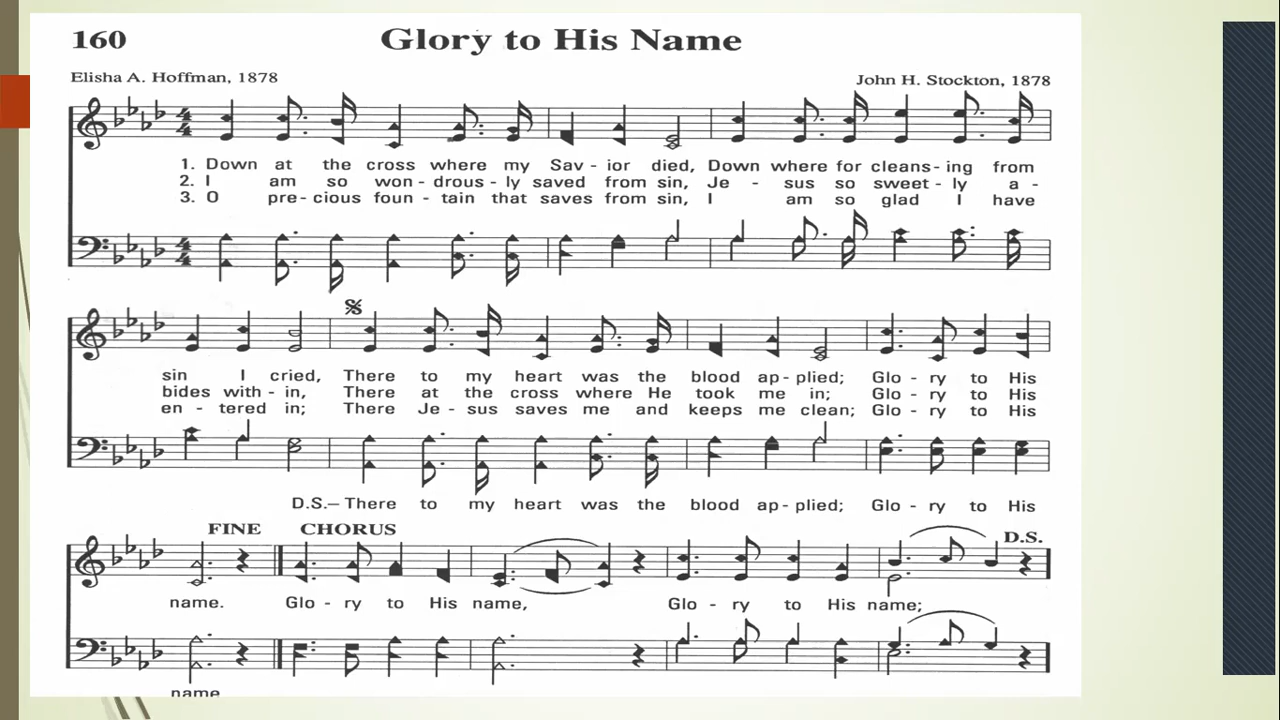 160 Glory to His Name
Elisha A. Hoffman, 1878 John H. Stockton, 1878
1. Down at the cross where my Sav - ior died, Down where for cleans - ing from
2. I am so won - drous - ly saved from sin, Je - sus so sweet - ly a -
3. O pre - cious foun - tain that saves from sin, I am so glad I have
sin I cried, There to my heart was the blood ap - plied; Glo - ry to His
bides with - in, There at the cross where He took me in; Glo - ry to His
en - tered in; There Je - sus saves me and keeps me clean; Glo - ry to His
D.S.– There to my heart was the blood ap - plied; Glo - ry to His
FINE CHORUS D.S.
name. Glo - ry to His name, Glo - ry to His name;
name